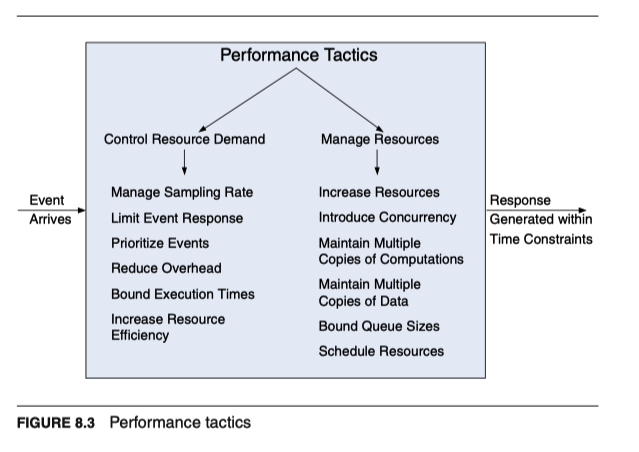 Performance Tactics
Control Resource Demand
Manage Sampling Rate
Limit Event Response
Prioritize Events
Reduce Overhead
Bound Execution Times
Increase Resource
Efficiency
Manage Resources
Increase Resources
Introduce Concurrency
Maintain Multiple
Copies of Computations
Maintain Multiple
Copies of Data
Bound Queue Sizes
Schedule Resources
Event
Arrives
Response
Generated within
Time Constraints
FIGURE 8.3 Performance tactics